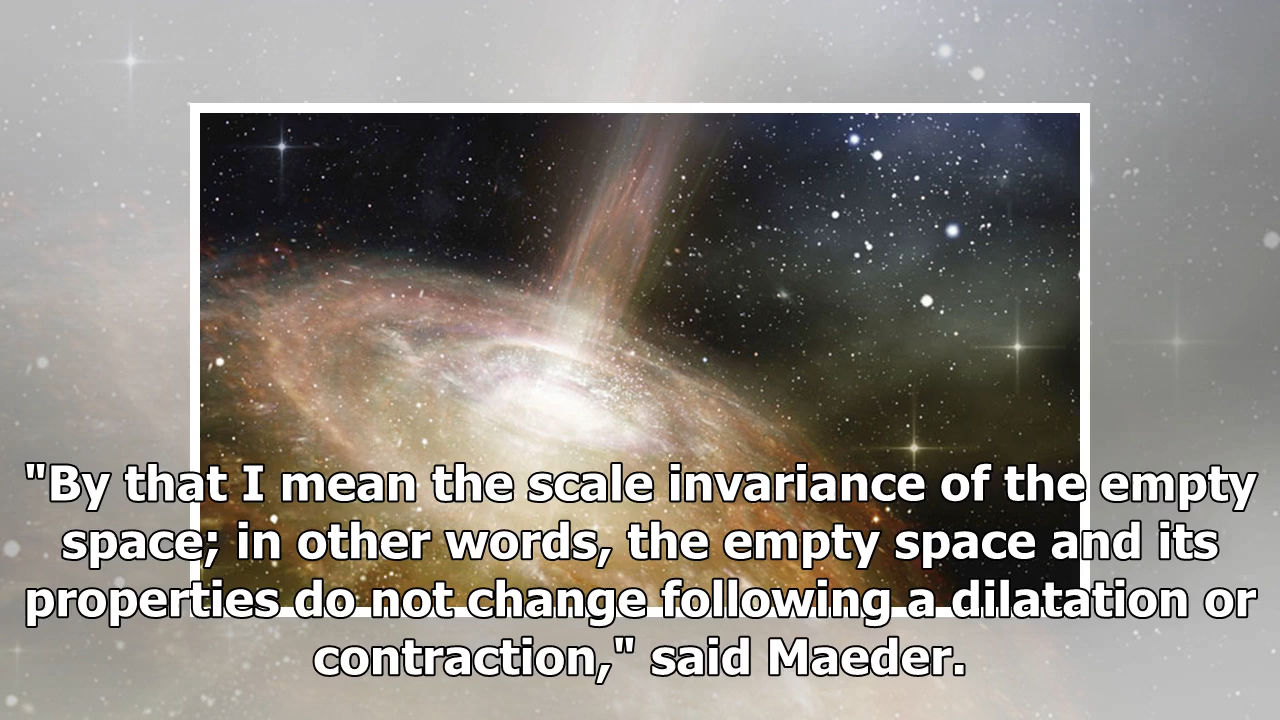 "By that I mean the scale invariance of the empty
space; in other words, the empty space and its
properties do not change following a dilatation or
contraction," said Maeder.